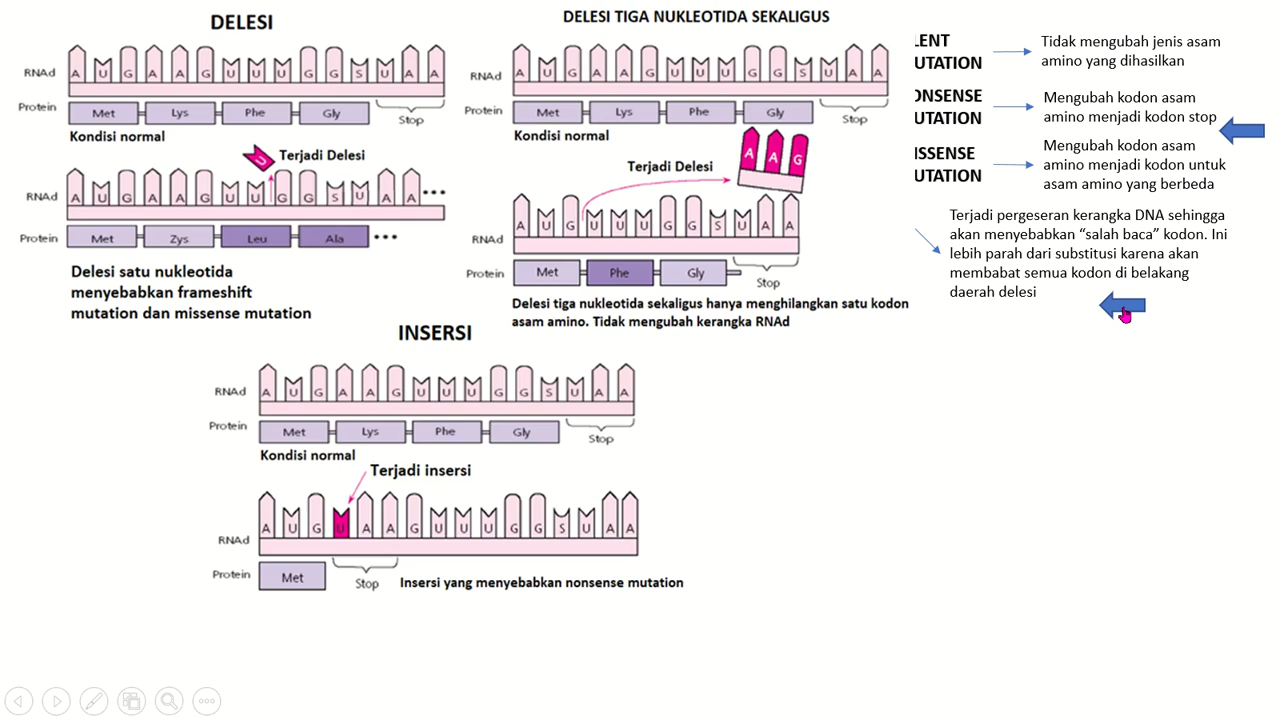 DELESI
RNAd A U G A A G U U U G G S U A A
Protein Met Lys Phe Gly Stop
Kondisi normal
U Terjadi Delesi
RNAd A U G A A G U U G G S U A A ...
Protein Met Zys Leu Ala ...
Delesi satu nukleotida
menyebabkan frameshift
mutation dan missense mutation
DELESI TIGA NUKLEOTIDA SEKALIGUS
RNAd A U G A A G U U U G G S U A A
Protein Met Lys Phe Gly Stop
Kondisi normal
A A G
Terjadi Delesi
RNAd A U G U U U G G S U A A
Protein Met Phe Gly Stop
Delesi tiga nukleotida sekaligus hanya menghilangkan satu kodon
asam amino. Tidak mengubah kerangka RNAd
LENT
UTATION
Tidak mengubah jenis asam
amino yang dihasilkan
ONSENSE
UTATION
Mengubah kodon asam
amino menjadi kodon stop
ISSENSE
UTATION
Mengubah kodon asam
amino menjadi kodon untuk
asam amino yang berbeda
Terjadi pergeseran kerangka DNA sehingga
akan menyebabkan “salah baca” kodon. Ini
lebih parah dari substitusi karena akan
membabat semua kodon di belakang
daerah delesi
INSERSI
RNAd A U G A A G U U U G G S U A A
Protein Met Lys Phe Gly Stop
Kondisi normal
Terjadi insersi
RNAd A U G U A A G U U U G G S U A A
Protein Met Stop
Insersi yang menyebabkan nonsense mutation